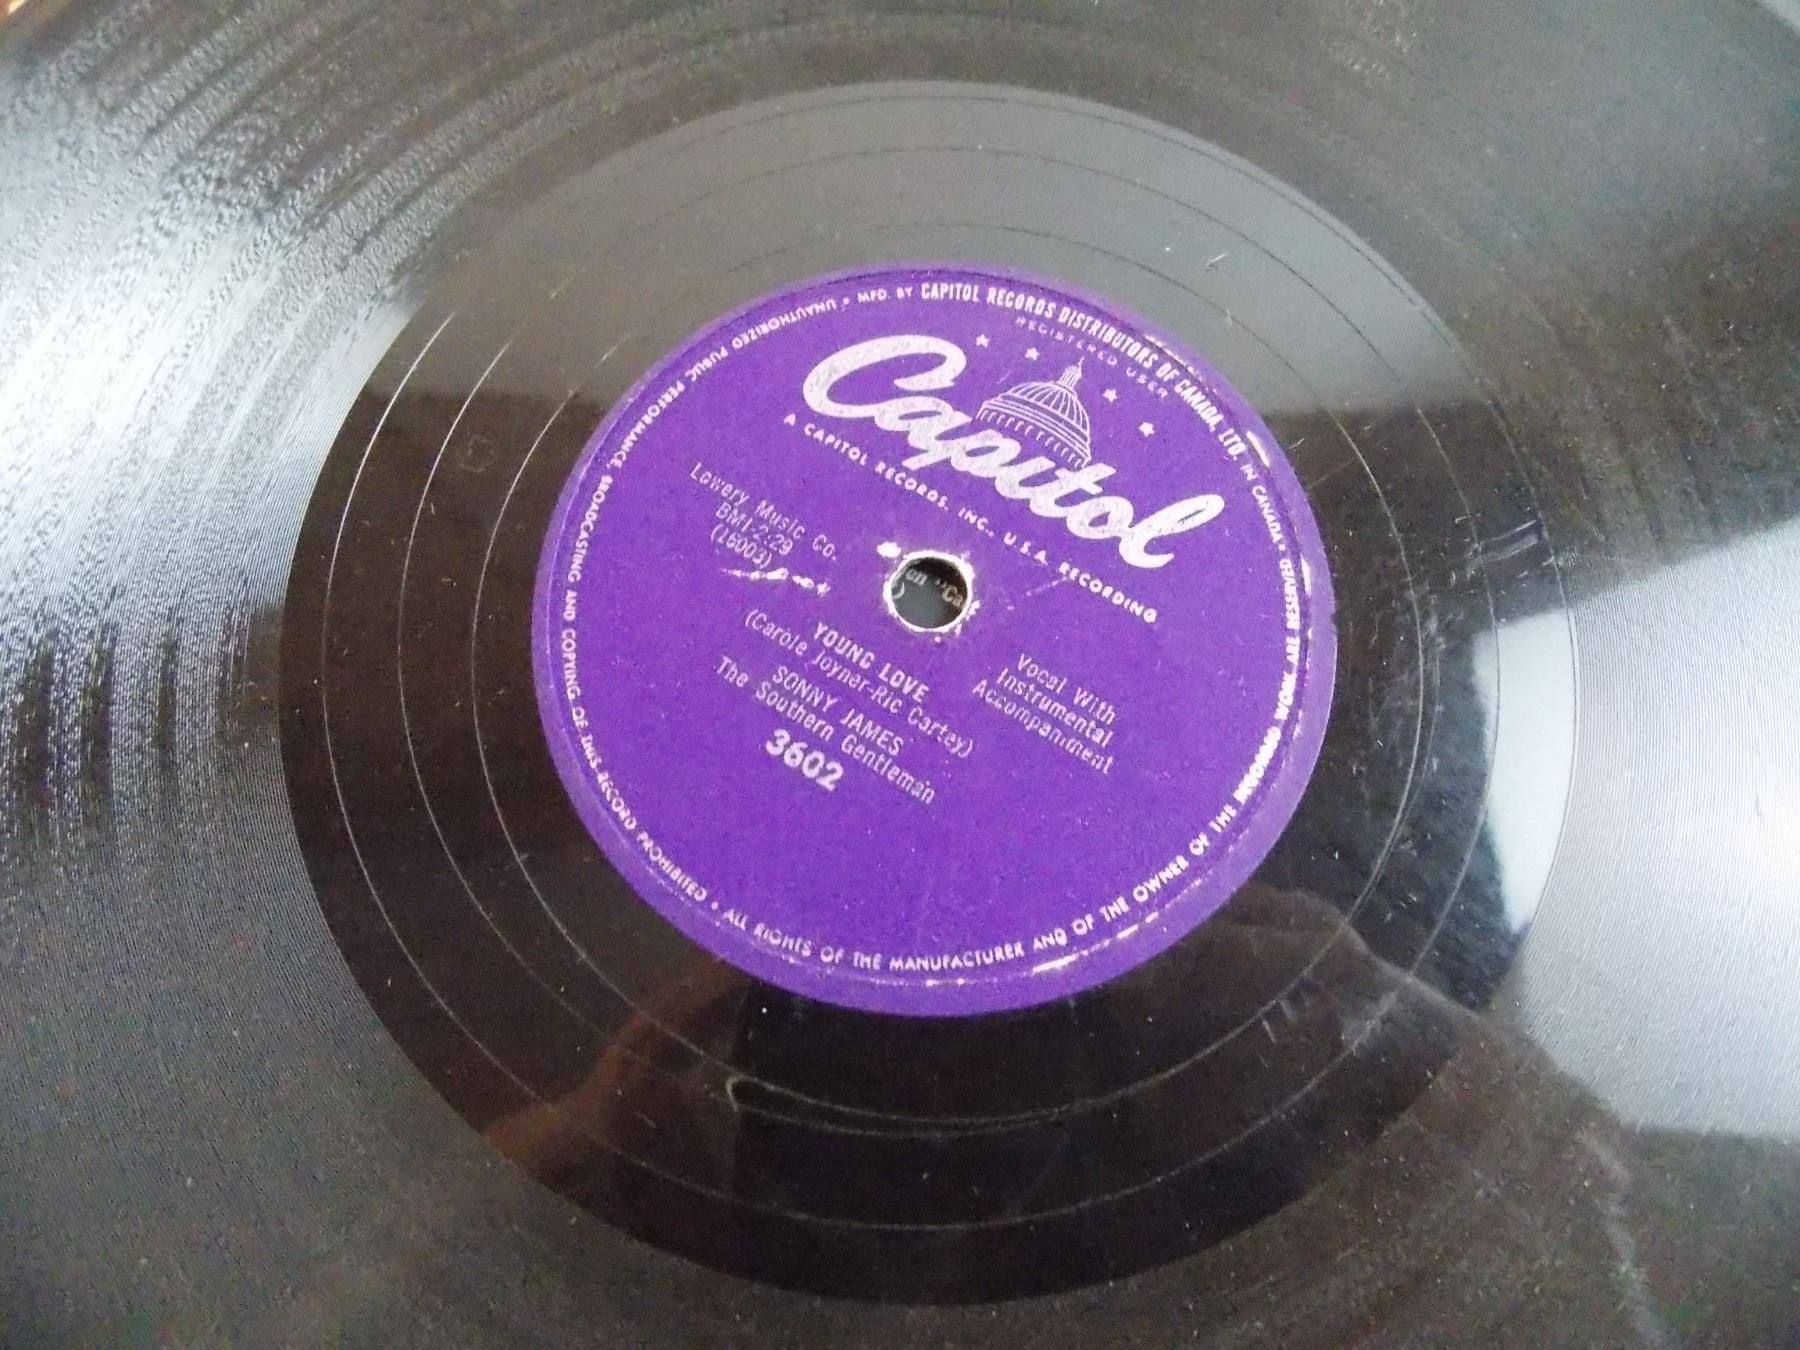 MFD. BY CAPITOL RECORDS DISTRIBUTORS OF CANADA, LTD. IN CANADA • ALL RIGHTS OF THE MANUFACTURER AND OF THE OWNER OF THE RECORDED WORK ARE RESERVED • UNAUTHORIZED PUBLIC PERFORMANCE, BROADCASTING AND COPYING OF THIS RECORD PROHIBITED •
REGISTERED USER
Capitol
A CAPITOL RECORDS, INC., U.S.A. RECORDING
Lowery Music Co.
BMI-2:29
(16003)
Vocal With
Instrumental
Accompaniment
YOUNG LOVE
(Carole Joyner-Ric Cartey)
SONNY JAMES
The Southern Gentleman
3602
on "Ca